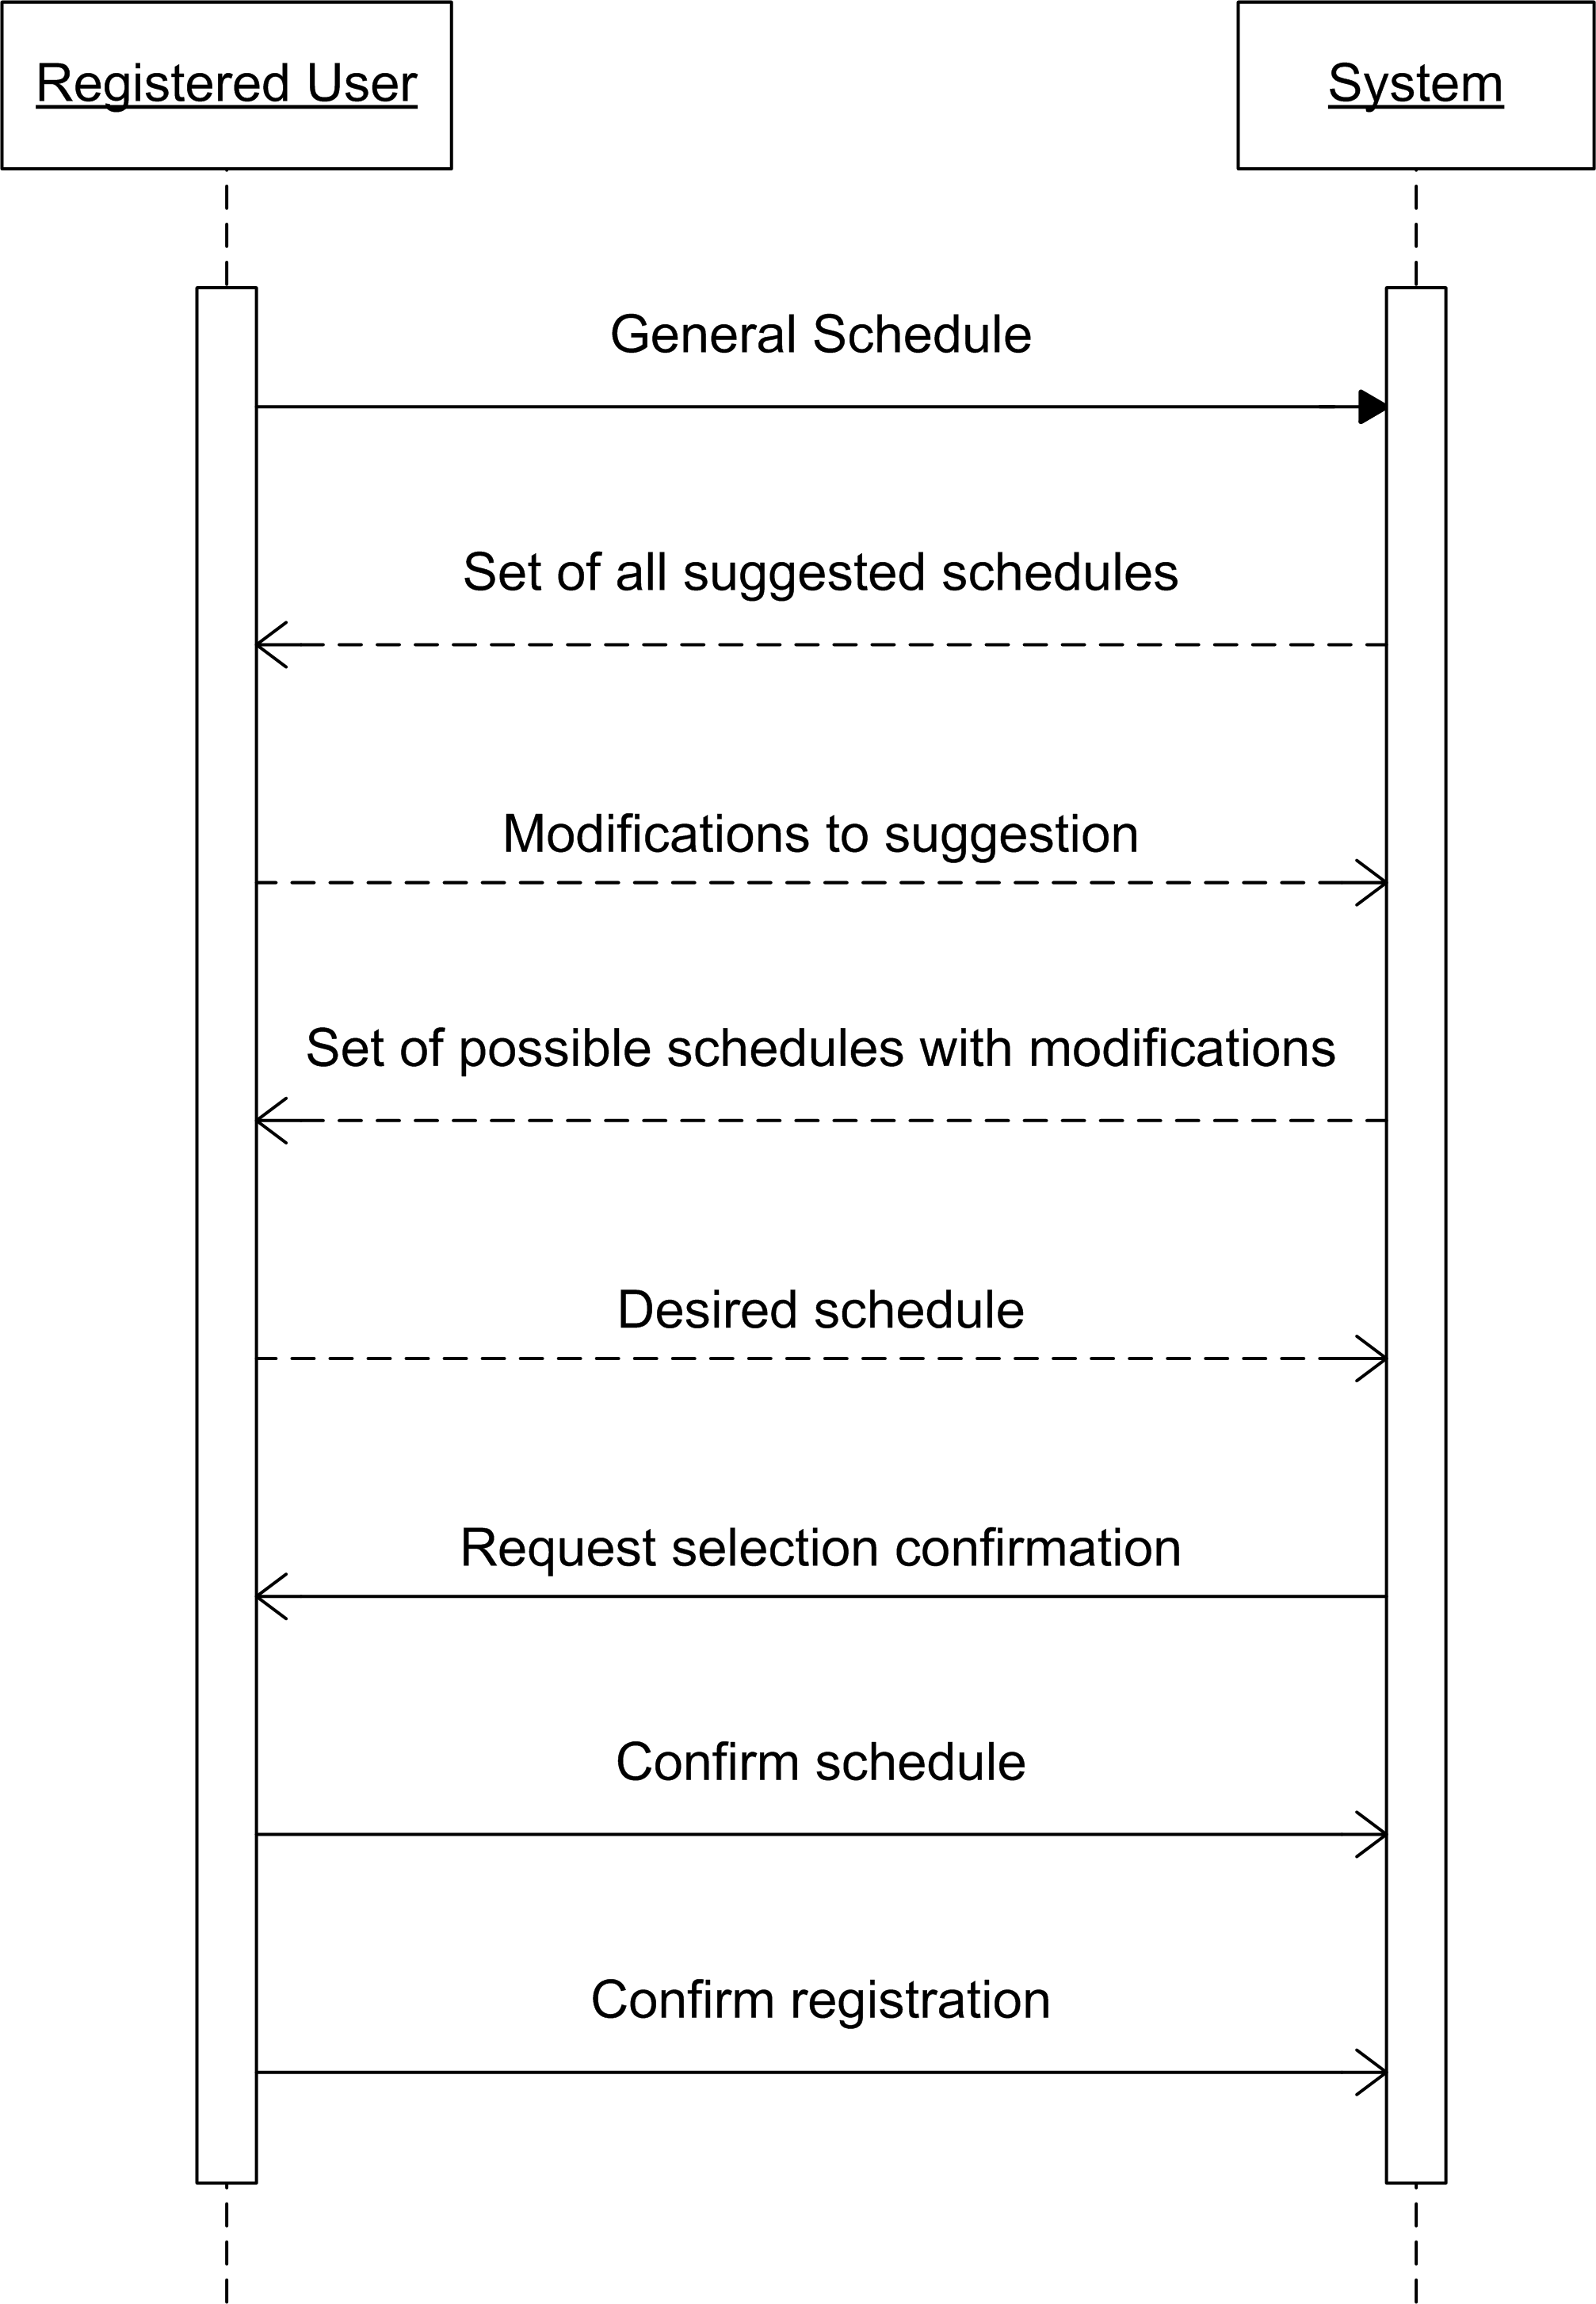 Registered User
System
General Schedule
Set of all suggested schedules
Modifications to suggestion
Set of possible schedules with modifications
Desired schedule
Request selection confirmation
Confirm schedule
Confirm registration